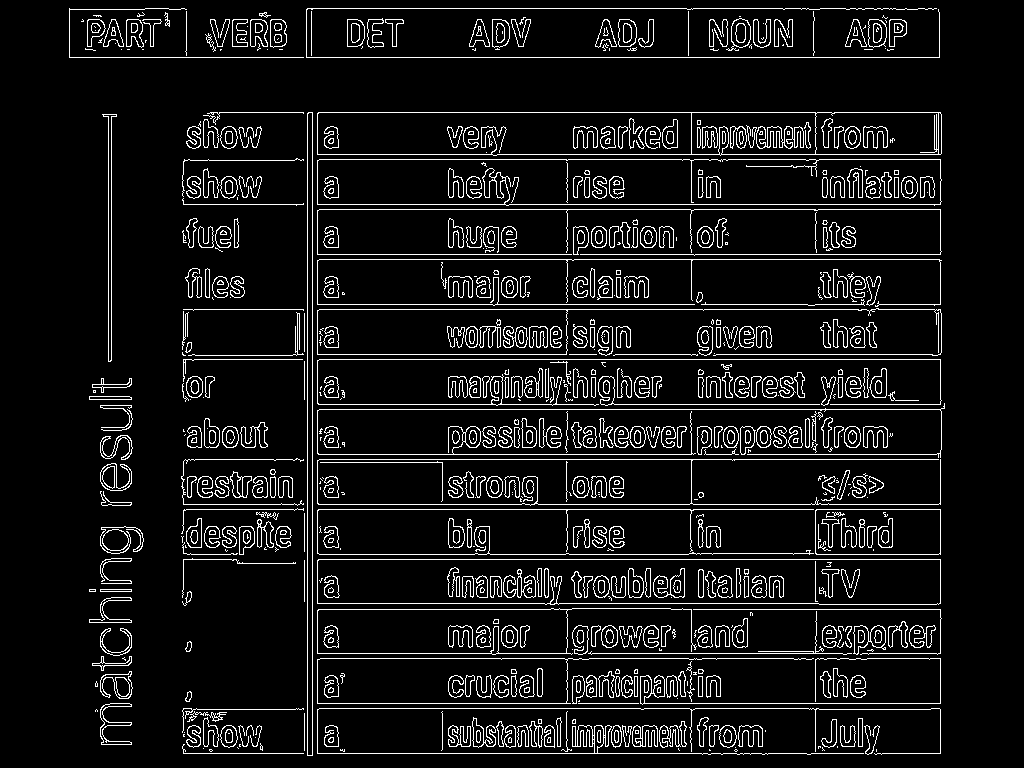 PART VERB DET ADV ADJ NOUN ADP
show a very marked improvement from
show a hefty rise in inflation
fuel a huge portion of its
files a major claim , they
, a worrisome sign given that
or a marginally higher interest yield
about a possible takeover proposal from
restrain a strong one . </s>
despite a big rise in Third
, a financially troubled Italian TV
, a major grower and exporter
, a crucial participant in the
show a substantial improvement from July
matching result